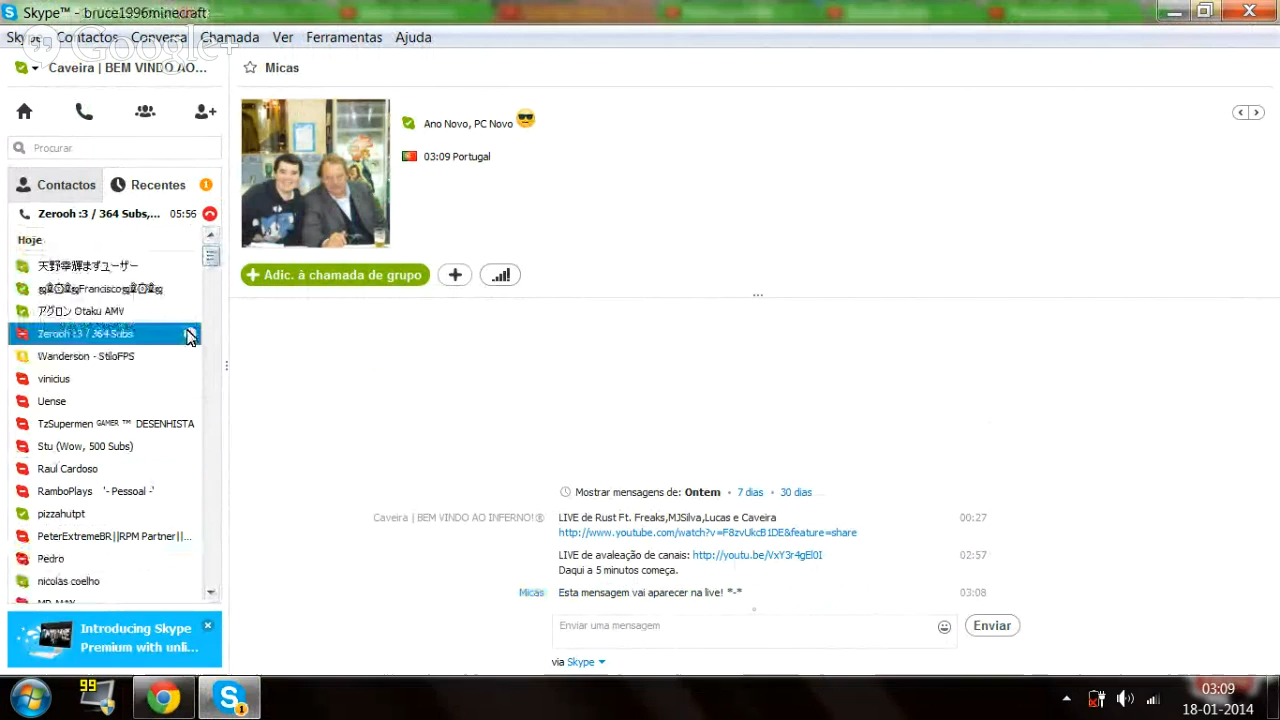 Skype™ - bruce1996minecraft
Skype Contactos Conversa Chamada Ver Ferramentas Ajuda
Google+
Caveira | BEM VINDO AO...
Micas
Ano Novo, PC Novo
03:09 Portugal
Procurar
Contactos
Recentes
1
Zerooh :3 / 364 Subs,... 05:56
Adic. à chamada de grupo
Hoje
天野幸輝まずユーザー
Francisco
アグロン Otaku AMV
Zerooh :3 / 364 Subs
Wanderson - StiloFPS
vinicius
Uense
TzSupermen GAMER ™ DESENHISTA
Stu (Wow, 500 Subs)
Raul Cardoso
RamboPlays '- Pessoal -'
pizzahutpt
PeterExtremeBR||RPM Partner||...
Pedro
nicolas coelho
Mostrar mensagens de: Ontem • 7 dias • 30 dias
Caveira | BEM VINDO AO INFERNO!® LIVE de Rust Ft. Freaks,MJSilva,Lucas e Caveira 00:27
http://www.youtube.com/watch?v=F8zvUkcB1DE&feature=share
LIVE de avaleação de canais: http://youtu.be/VxY3r4gEl0I 02:57
Daqui a 5 minutos começa.
Micas Esta mensagem vai aparecer na live! *-* 03:08
Enviar uma mensagem
Enviar
via Skype
Introducing Skype
Premium with unli...
99
1
03:09
18-01-2014